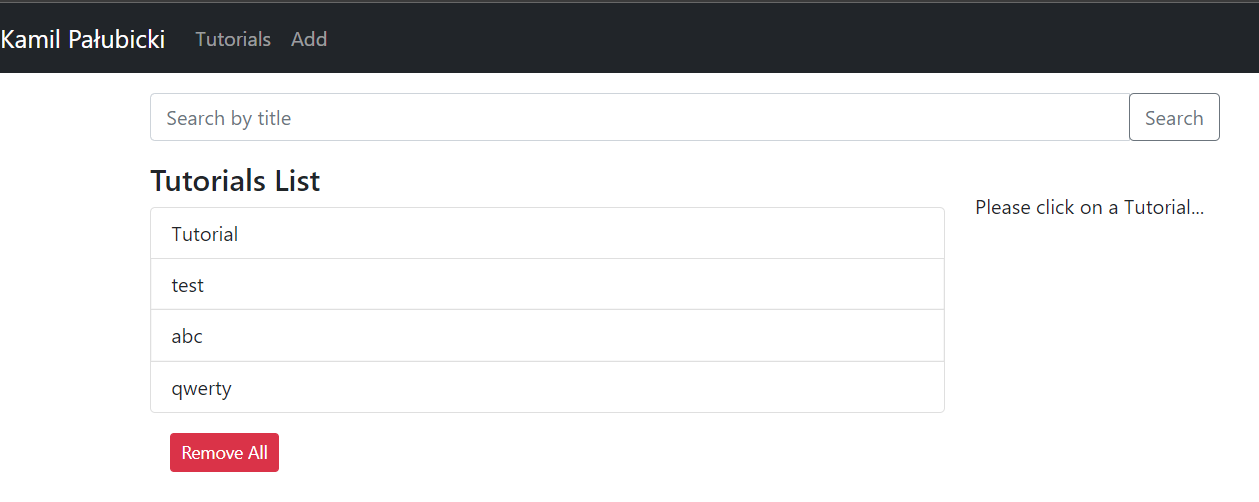 Kamil Pałubicki Tutorials Add
Search by title Search
Tutorials List
Please click on a Tutorial...
Tutorial
test
abc
qwerty
Remove All